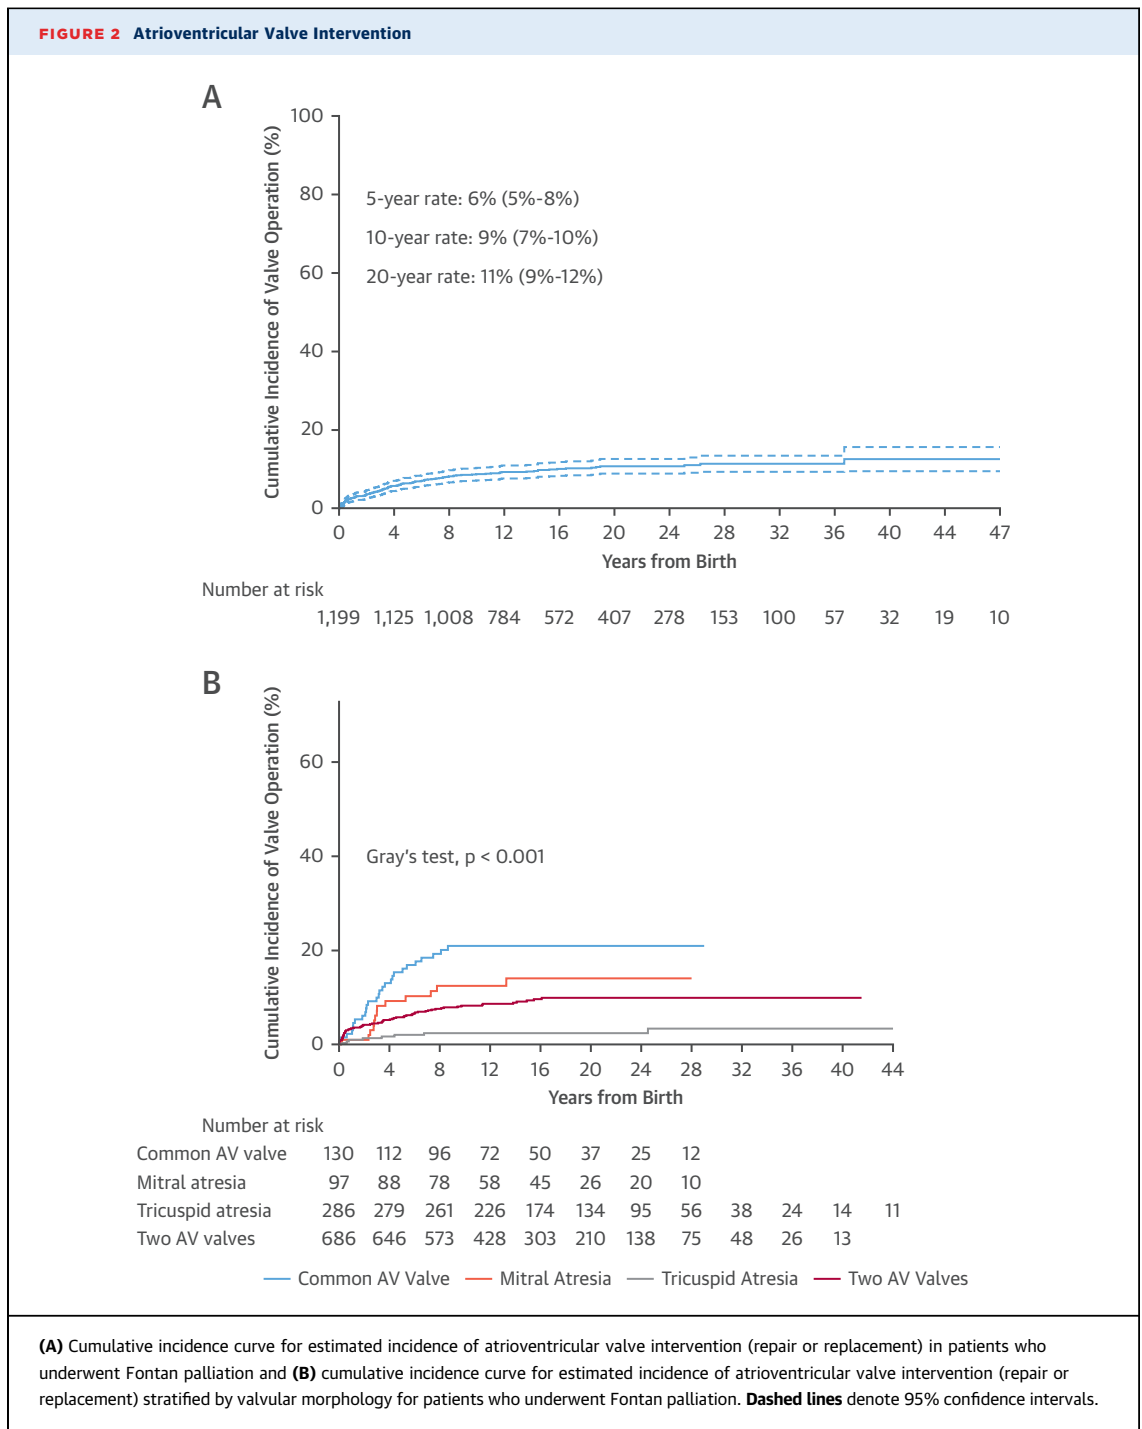 FIGURE 2 Atrioventricular Valve Intervention
A
Cumulative Incidence of Valve Operation (%)
100
80
60
40
20
0
5-year rate: 6% (5%-8%)
10-year rate: 9% (7%-10%)
20-year rate: 11% (9%-12%)
0 4 8 12 16 20 24 28 32 36 40 44 47
Years from Birth
Number at risk
1,199 1,125 1,008 784 572 407 278 153 100 57 32 19 10
B
Cumulative Incidence of Valve Operation (%)
60
40
20
0
Gray's test, p < 0.001
0 4 8 12 16 20 24 28 32 36 40 44
Years from Birth
Number at risk
Common AV valve 130 112 96 72 50 37 25 12
Mitral atresia 97 88 78 58 45 26 20 10
Tricuspid atresia 286 279 261 226 174 134 95 56 38 24 14 11
Two AV valves 686 646 573 428 303 210 138 75 48 26 13
Common AV Valve Mitral Atresia Tricuspid Atresia Two AV Valves
(A) Cumulative incidence curve for estimated incidence of atrioventricular valve intervention (repair or replacement) in patients who
underwent Fontan palliation and (B) cumulative incidence curve for estimated incidence of atrioventricular valve intervention (repair or
replacement) stratified by valvular morphology for patients who underwent Fontan palliation. Dashed lines denote 95% confidence intervals.